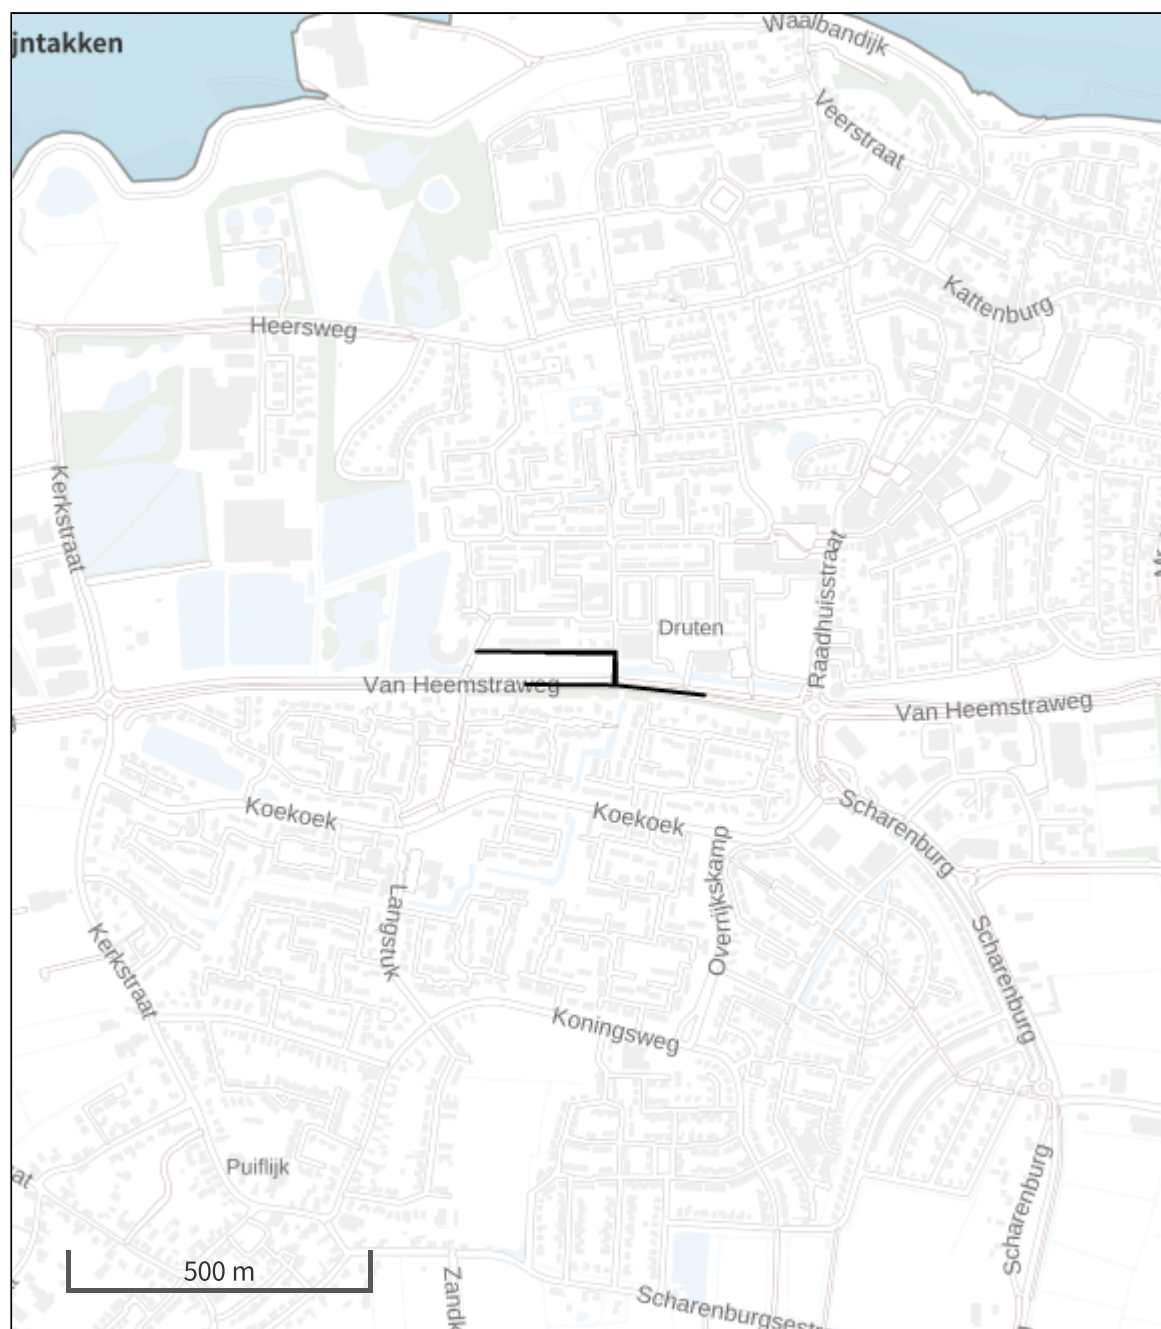 jntakken
Waalbandijk
Veerstraat
Kattenburg
Heersweg
Kerkstraat
Raadhuisstraat
Druten
Van Heemstraweg
Van Heemstraweg
Koekoek
Koekoek
Scharenburg
Overrijkskamp
Langstuk
Kerkstraat
Scharenburg
Koningsweg
Scharenburg
Puiflijk
at
500 m
Zandk
Scharenburgsestr